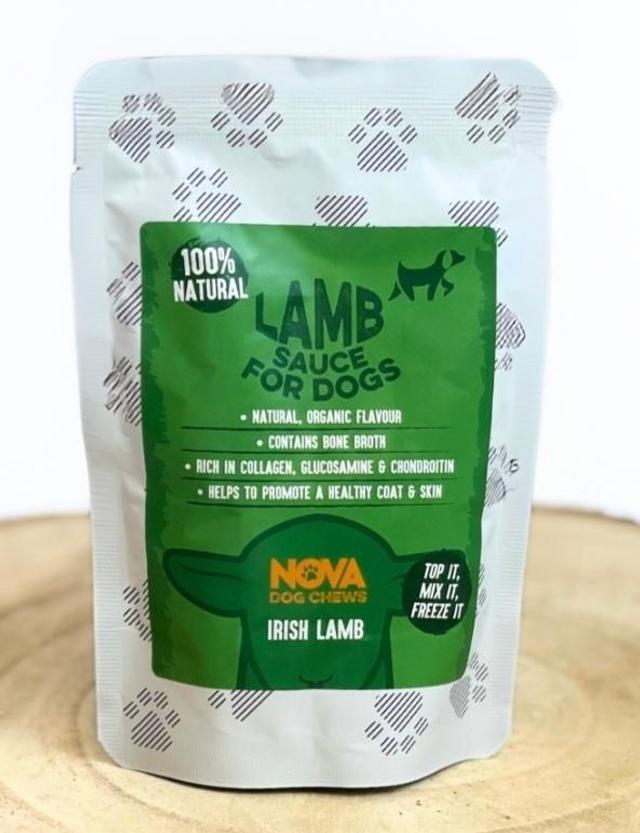 100%
NATURAL
LAMB
SAUCE
FOR DOGS
• NATURAL, ORGANIC FLAVOUR
• CONTAINS BONE BROTH
• RICH IN COLLAGEN, GLUCOSAMINE & CHONDROITIN
• HELPS TO PROMOTE A HEALTHY COAT & SKIN
NOVA
DOG CHEWS
IRISH LAMB
TOP IT,
MIX IT,
FREEZE IT